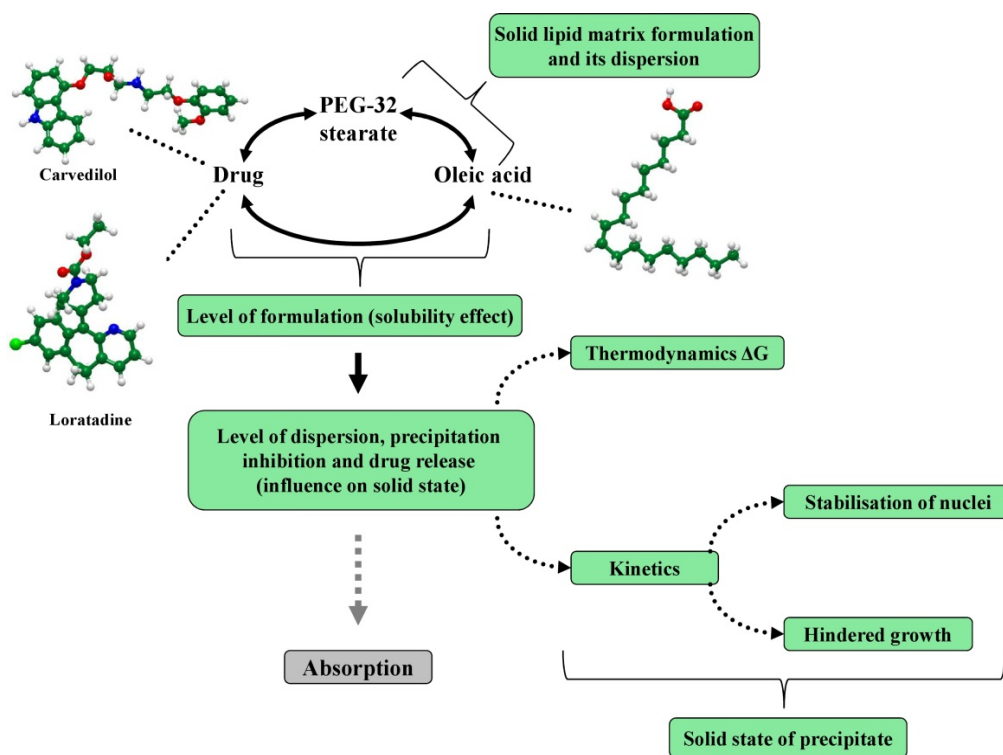 Solid lipid matrix formulation
and its dispersion
PEG-32
stearate
Carvedilol
Drug
Oleic acid
Level of formulation (solubility effect)
Thermodynamics ΔG
Loratadine
Level of dispersion, precipitation
inhibition and drug release
(influence on solid state)
Stabilisation of nuclei
Kinetics
Hindered growth
Absorption
Solid state of precipitate